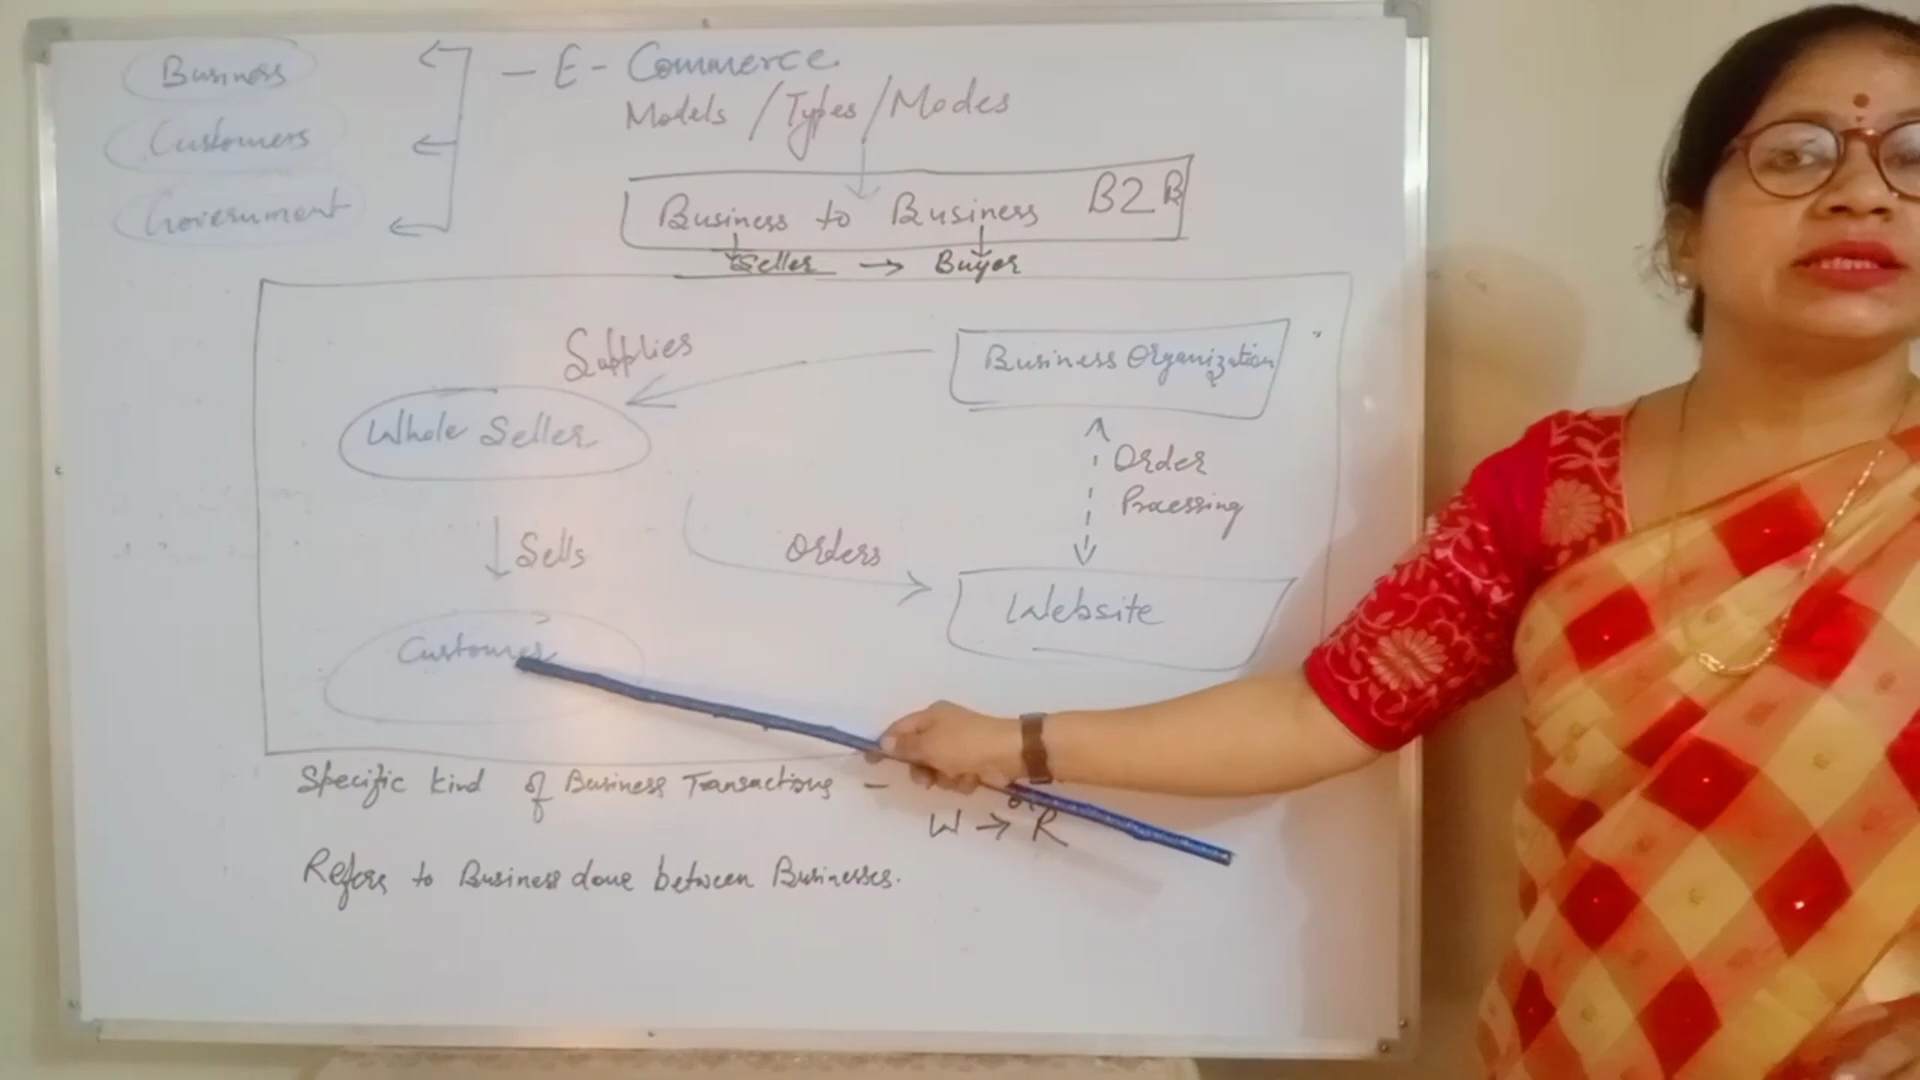 Business
Customers
Government
- E - Commerce
Models / Types / Modes
Business to Business B2B
Seller → Buyer
Supplies
Business Organization
Whole Seller
Order
Processing
Sells
Orders
Website
Customer
Specific kind of Business Transactions -
W → R
Refers to Business done between Businesses.